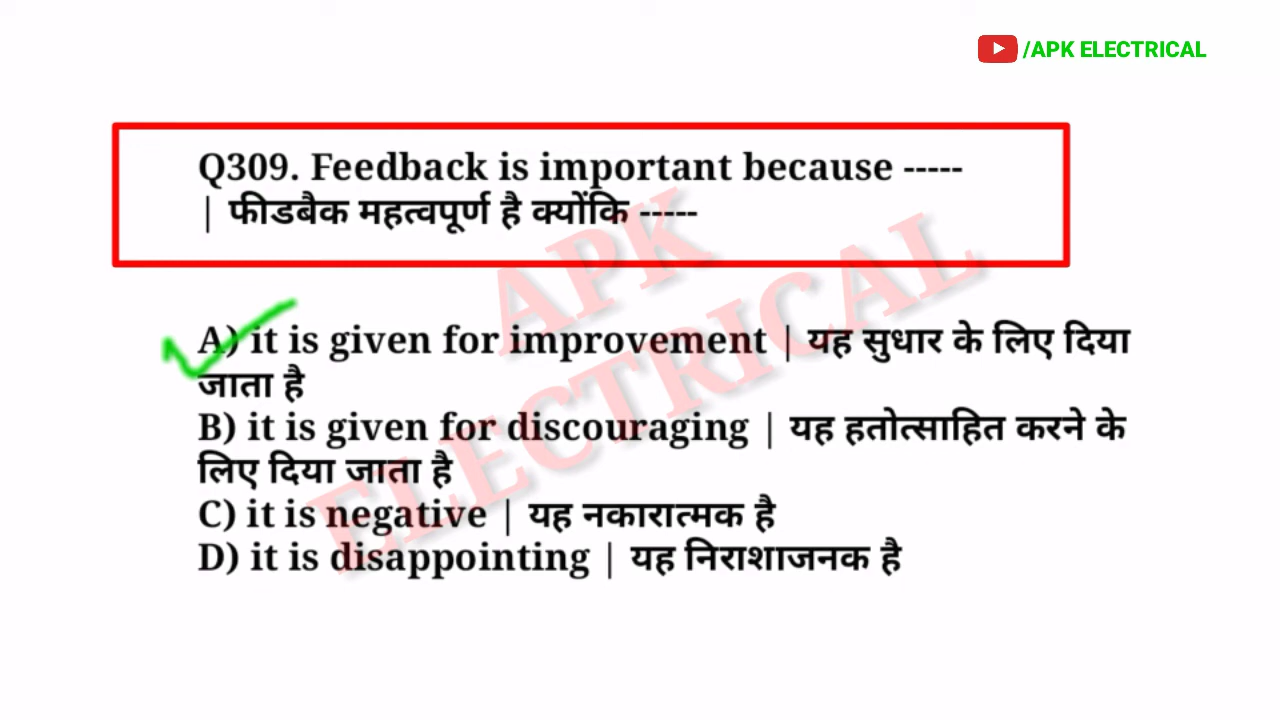 /APK ELECTRICAL
Q309. Feedback is important because -----
| फीडबैक महत्वपूर्ण है क्योंकि -----
A) it is given for improvement | यह सुधार के लिए दिया
जाता है
B) it is given for discouraging | यह हतोत्साहित करने के
लिए दिया जाता है
C) it is negative | यह नकारात्मक है
D) it is disappointing | यह निराशाजनक है
APK
ELECTRICAL